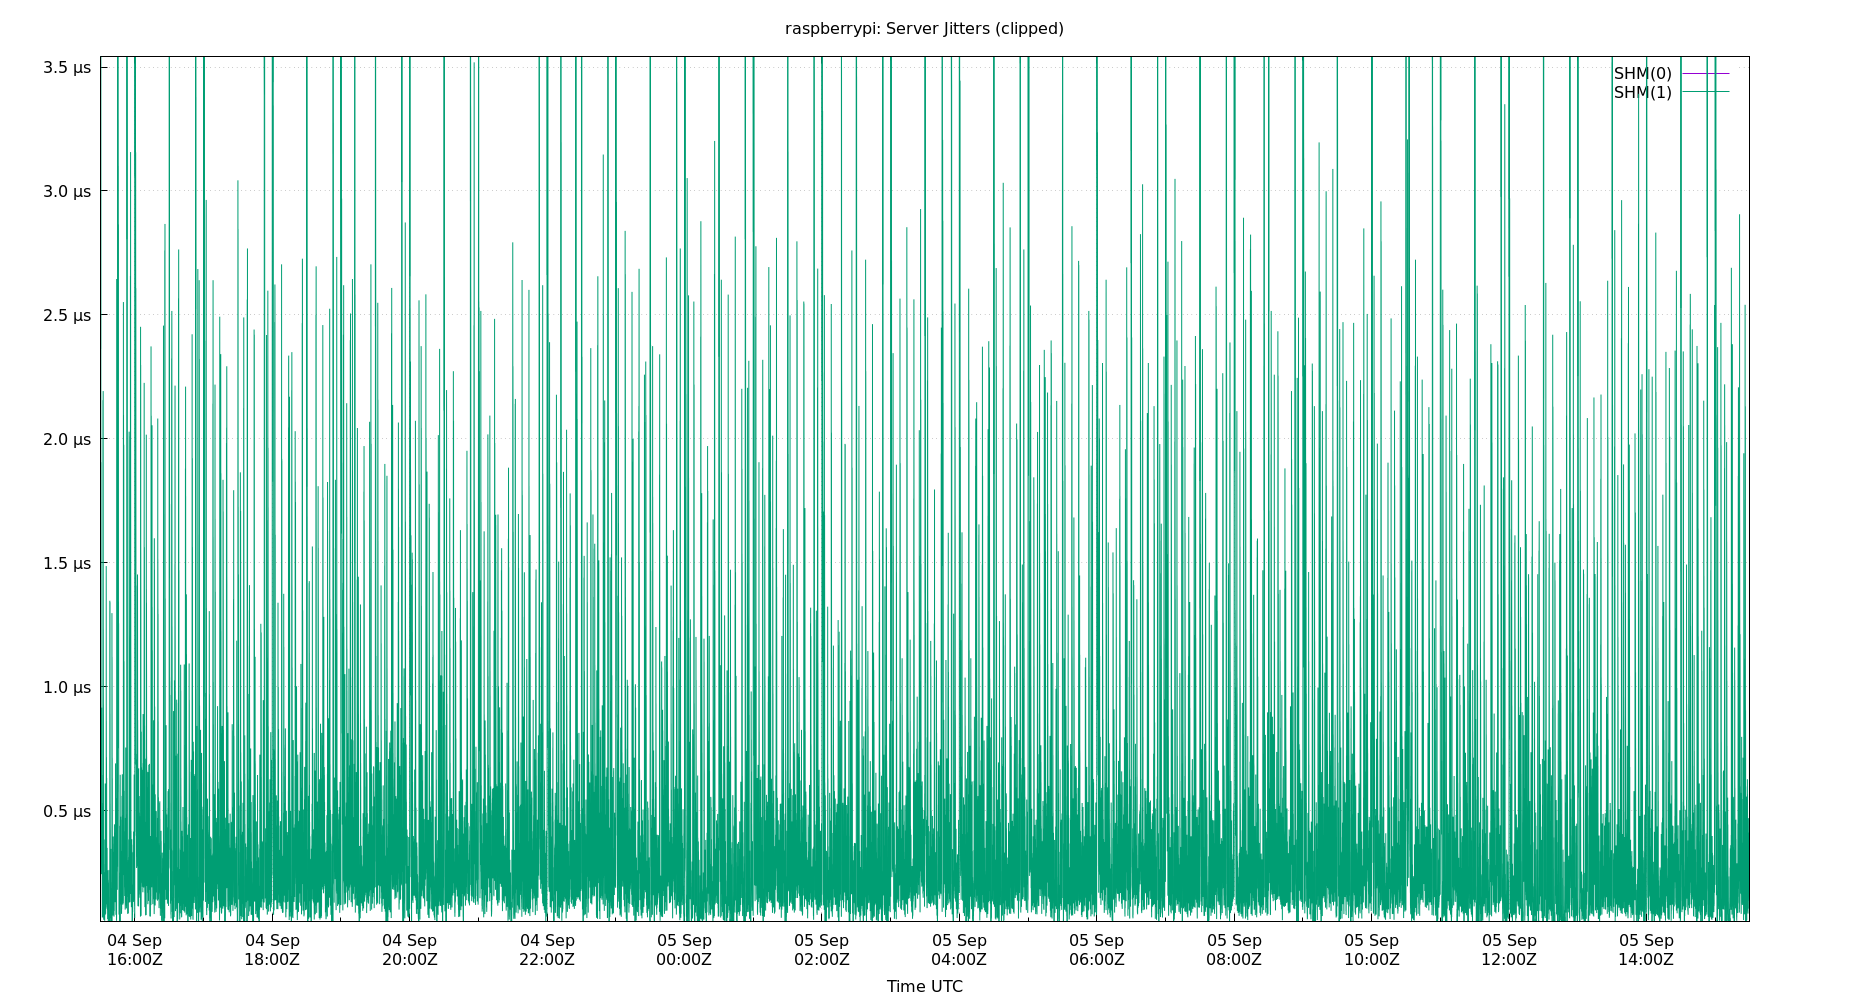 raspberrypi: Server Jitters (clipped)
3.5 µs
3.0 µs
2.5 µs
2.0 µs
1.5 µs
1.0 µs
0.5 µs
SHM(0)
SHM(1)
04 Sep
16:00Z
04 Sep
18:00Z
04 Sep
20:00Z
04 Sep
22:00Z
05 Sep
00:00Z
05 Sep
02:00Z
05 Sep
04:00Z
05 Sep
06:00Z
05 Sep
08:00Z
05 Sep
10:00Z
05 Sep
12:00Z
05 Sep
14:00Z
Time UTC